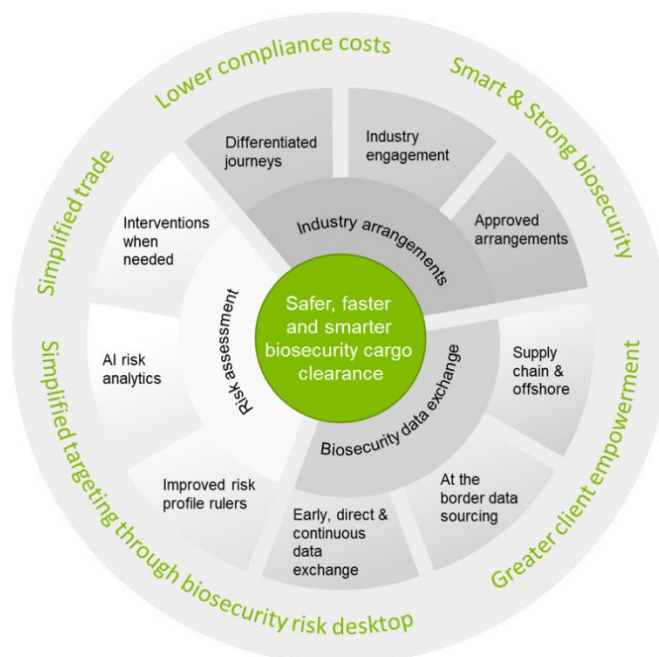 Lower compliance costs
Smart & Strong biosecurity
Simplified trade
Differentiated
journeys
Industry
engagement
Interventions
when
needed
Industry arrangements
Approved
arrangements
Risk assessment
Safer, faster
and smarter
biosecurity cargo
clearance
AI risk
analytics
Supply
chain &
offshore
Biosecurity data exchange
Improved risk
profile rulers
Early, direct &
continuous
data
exchange
At the
border data
sourcing
Simplified targeting through biosecurity risk desktop
Greater client empowerment